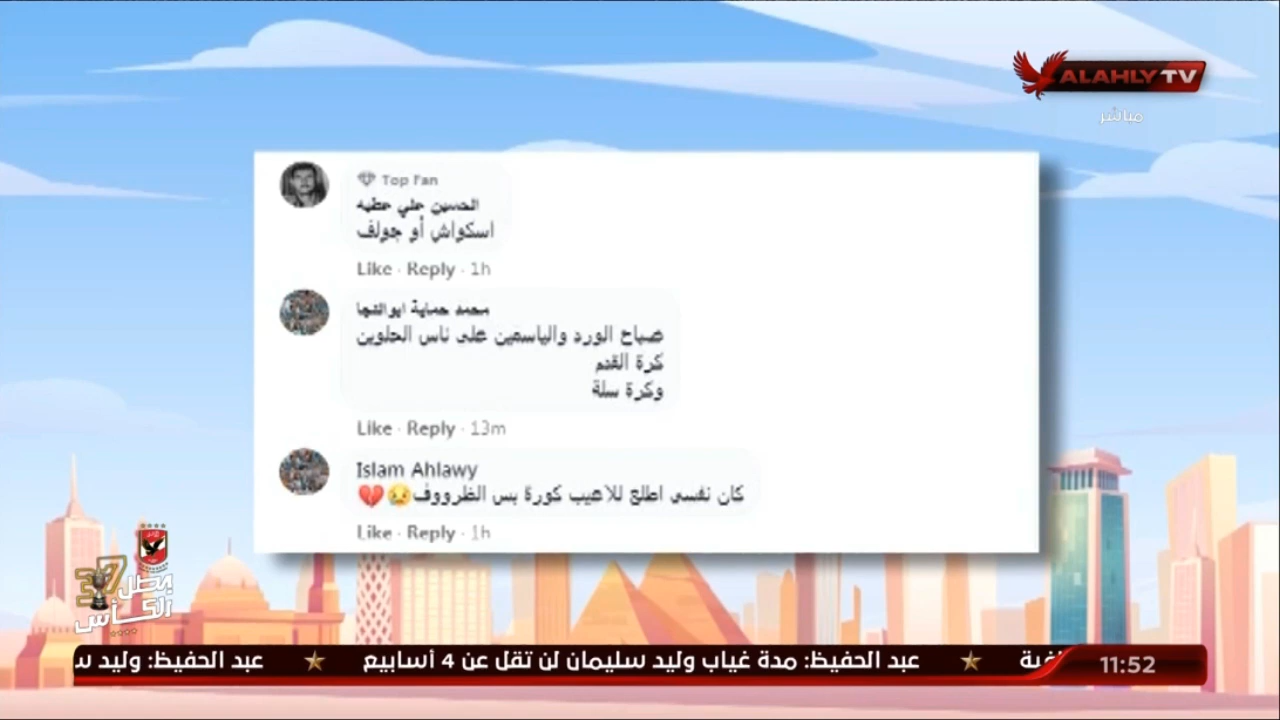 ALAHLY TV
مباشر
Top Fan
الحسين علي عطيه
اسكواش أو جولف
Like · Reply · 1h
محمد حماية ابوالنجا
صباح الورد والياسمين على ناس الحلوين
كرة القدم
وكرة سلة
Like · Reply · 13m
Islam Ahlawy
كان نفسى اطلع للاعيب كورة بس الظرووف😢💔
Like · Reply · 1h
37
بطل
الكأس
عبد الحفيظ: مدة غياب وليد سليمان لن تقل عن 4 أسابيع ★ عبد الحفيظ: وليد س
11:52